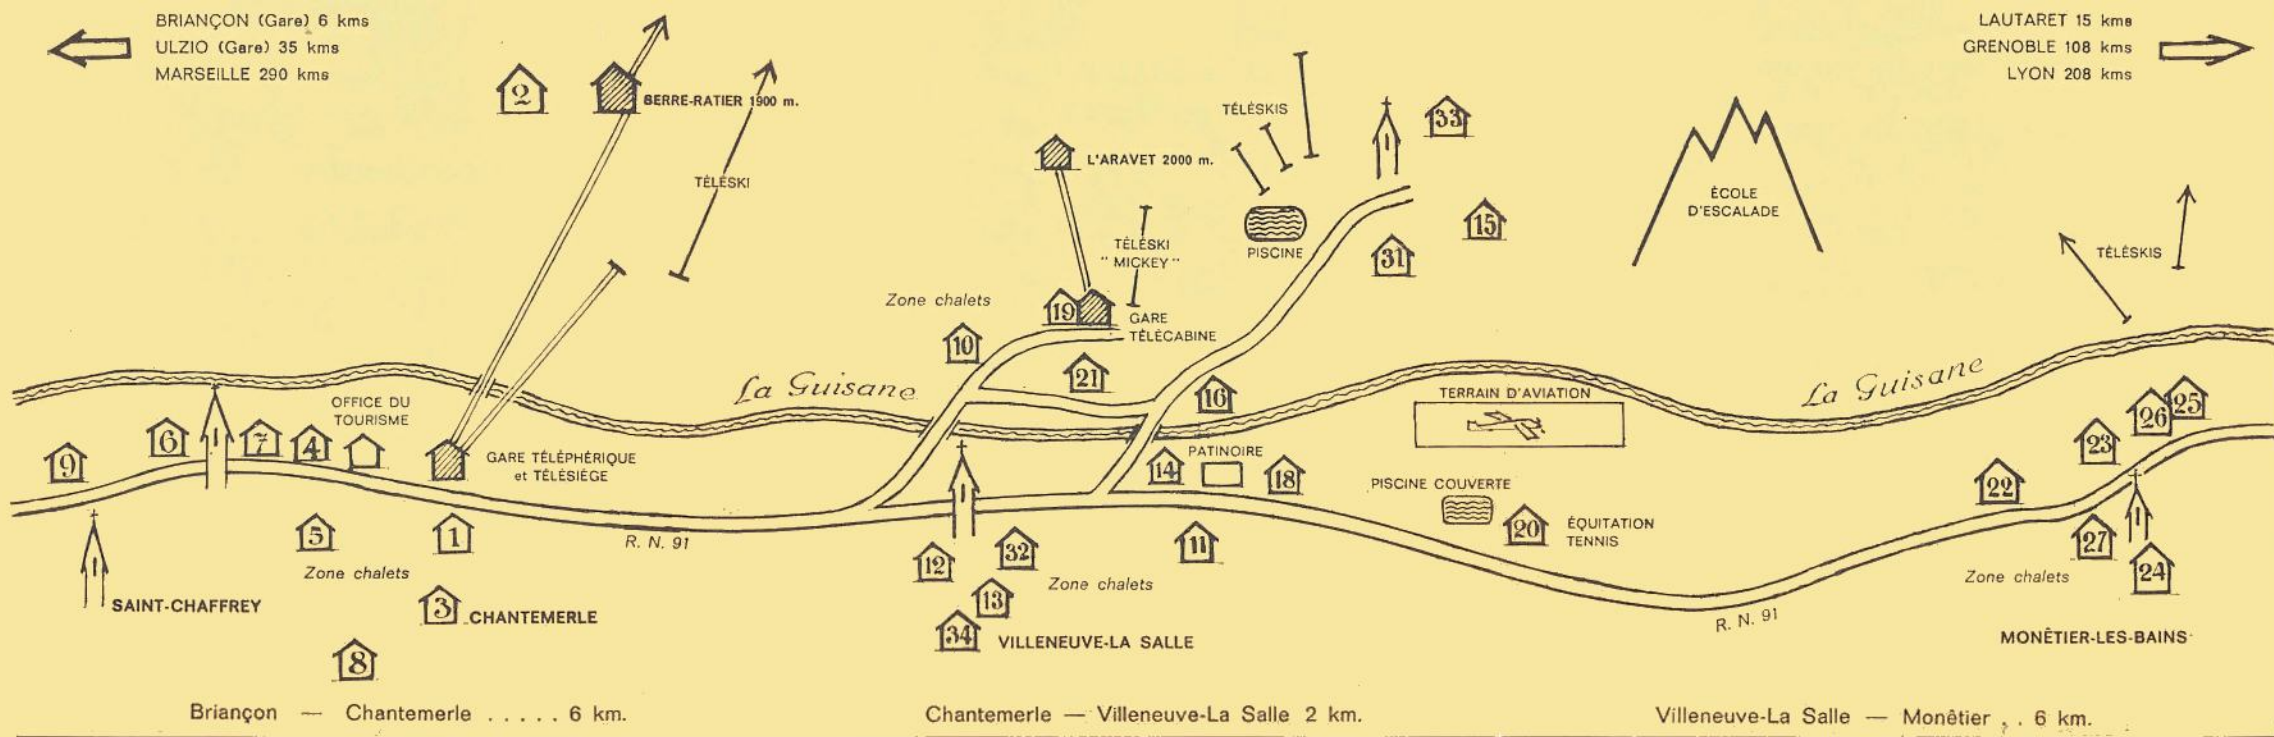 BRIANÇON (Gare) 6 kms
ULZIO (Gare) 35 kms
MARSEILLE 290 kms
LAUTARET 15 kms
GRENOBLE 108 kms
LYON 208 kms
2
SERRE-RATIER 1900 m.
TÉLÉSKI
L'ARAVET 2000 m.
TÉLÉSKIS
33
TÉLÉSKI
"MICKEY"
PISCINE
15
31
ÉCOLE
D'ESCALADE
TÉLÉSKIS
Zone chalets
19
GARE
TÉLÉCABINE
10
21
16
La Guisane
La Guisane
TERRAIN D'AVIATION
OFFICE DU
TOURISME
9
6
7
4
GARE TÉLÉPHÉRIQUE
et TÉLÉSIÈGE
14
PATINOIRE
18
PISCINE COUVERTE
20
ÉQUITATION
TENNIS
22
23
26
25
5
1
R. N. 91
12
32
11
27
24
Zone chalets
Zone chalets
Zone chalets
SAINT-CHAFFREY
3
CHANTEMERLE
13
34
VILLENEUVE-LA SALLE
R. N. 91
MONÊTIER-LES-BAINS
8
Briançon — Chantemerle ..... 6 km.
Chantemerle — Villeneuve-La Salle 2 km.
Villeneuve-La Salle — Monêtier . . 6 km.